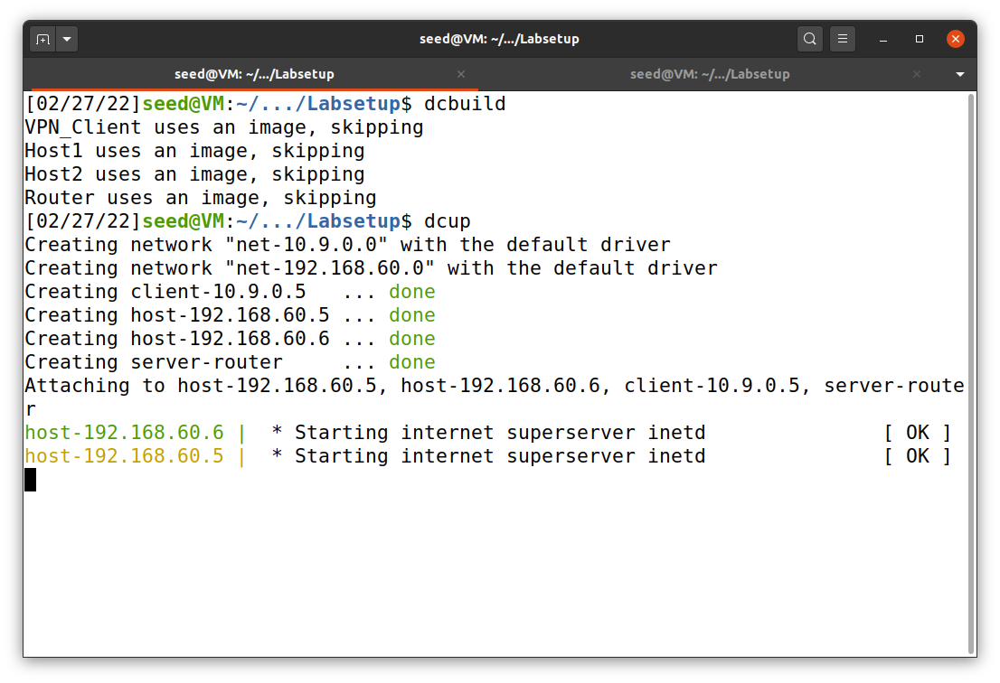 seed@VM: ~/.../Labsetup
seed@VM: ~/.../Labsetup
seed@VM: ~/.../Labsetup
[02/27/22]seed@VM:~/.../Labsetup$ dcbuild
VPN_Client uses an image, skipping
Host1 uses an image, skipping
Host2 uses an image, skipping
Router uses an image, skipping
[02/27/22]seed@VM:~/.../Labsetup$ dcup
Creating network "net-10.9.0.0" with the default driver
Creating network "net-192.168.60.0" with the default driver
Creating client-10.9.0.5   ... done
Creating host-192.168.60.5 ... done
Creating host-192.168.60.6 ... done
Creating server-router     ... done
Attaching to host-192.168.60.5, host-192.168.60.6, client-10.9.0.5, server-route
r
host-192.168.60.6 |  * Starting internet superserver inetd               [ OK ]
host-192.168.60.5 |  * Starting internet superserver inetd               [ OK ]